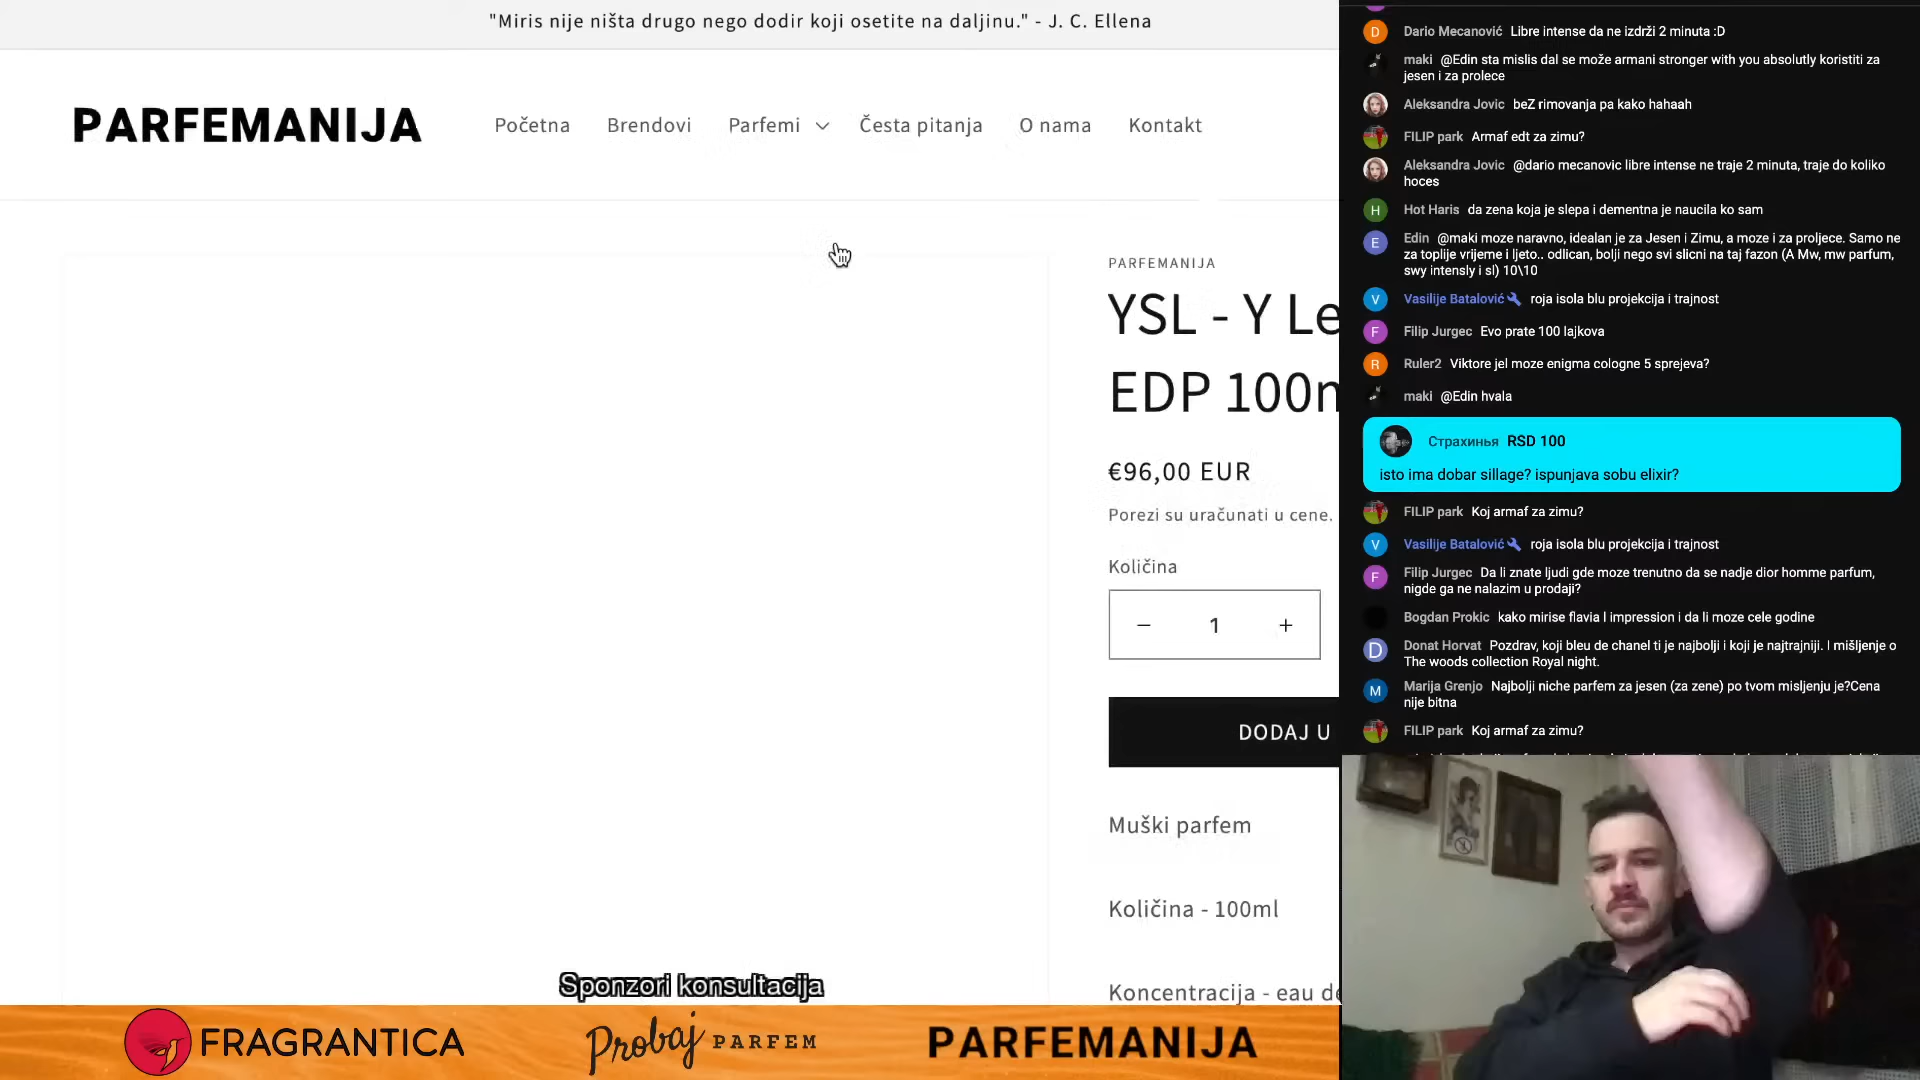 "Miris nije ništa drugo nego dodir koji osetite na daljinu." - J. C. Ellena
PARFEMANIJA
Početna
Brendovi
Parfemi
Česta pitanja
O nama
Kontakt
PARFEMANIJA
YSL - Y Le
EDP 100m
€96,00 EUR
Porezi su uračunati u cene.
Količina
− 1 +
DODAJ U
Muški parfem
Količina - 100ml
Koncentracija - eau de
Sponzori konsultacija
FRAGRANTICA
Probaj PARFEM
PARFEMANIJA
D Dario Mecanović Libre intense da ne izdrži 2 minuta :D
maki @Edin sta mislis dal se može armani stronger with you absolutly koristiti za
jesen i za prolece
Aleksandra Jovic beZ rimovanja pa kako hahaah
FILIP park Armaf edt za zimu?
Aleksandra Jovic @dario mecanovic libre intense ne traje 2 minuta, traje do koliko
hoces
H Hot Haris da zena koja je slepa i dementna je naucila ko sam
E Edin @maki moze naravno, idealan je za Jesen i Zimu, a moze i za proljece. Samo ne
za toplije vrijeme i ljeto.. odlican, bolji nego svi slicni na taj fazon (A Mw, mw parfum,
swy intensly i sl) 10\10
V Vasilije Batalović roja isola blu projekcija i trajnost
F Filip Jurgec Evo prate 100 lajkova
R Ruler2 Viktore jel moze enigma cologne 5 sprejeva?
maki @Edin hvala
Страхинья RSD 100
isto ima dobar sillage? ispunjava sobu elixir?
FILIP park Koj armaf za zimu?
V Vasilije Batalović roja isola blu projekcija i trajnost
F Filip Jurgec Da li znate ljudi gde moze trenutno da se nadje dior homme parfum,
nigde ga ne nalazim u prodaji?
Bogdan Prokic kako mirise flavia l impression i da li moze cele godine
D Donat Horvat Pozdrav, koji bleu de chanel ti je najbolji i koji je najtrajniji. I mišljenje o
The woods collection Royal night.
M Marija Grenjo Najbolji niche parfem za jesen (za zene) po tvom misljenju je?Cena
nije bitna
FILIP park Koj armaf za zimu?